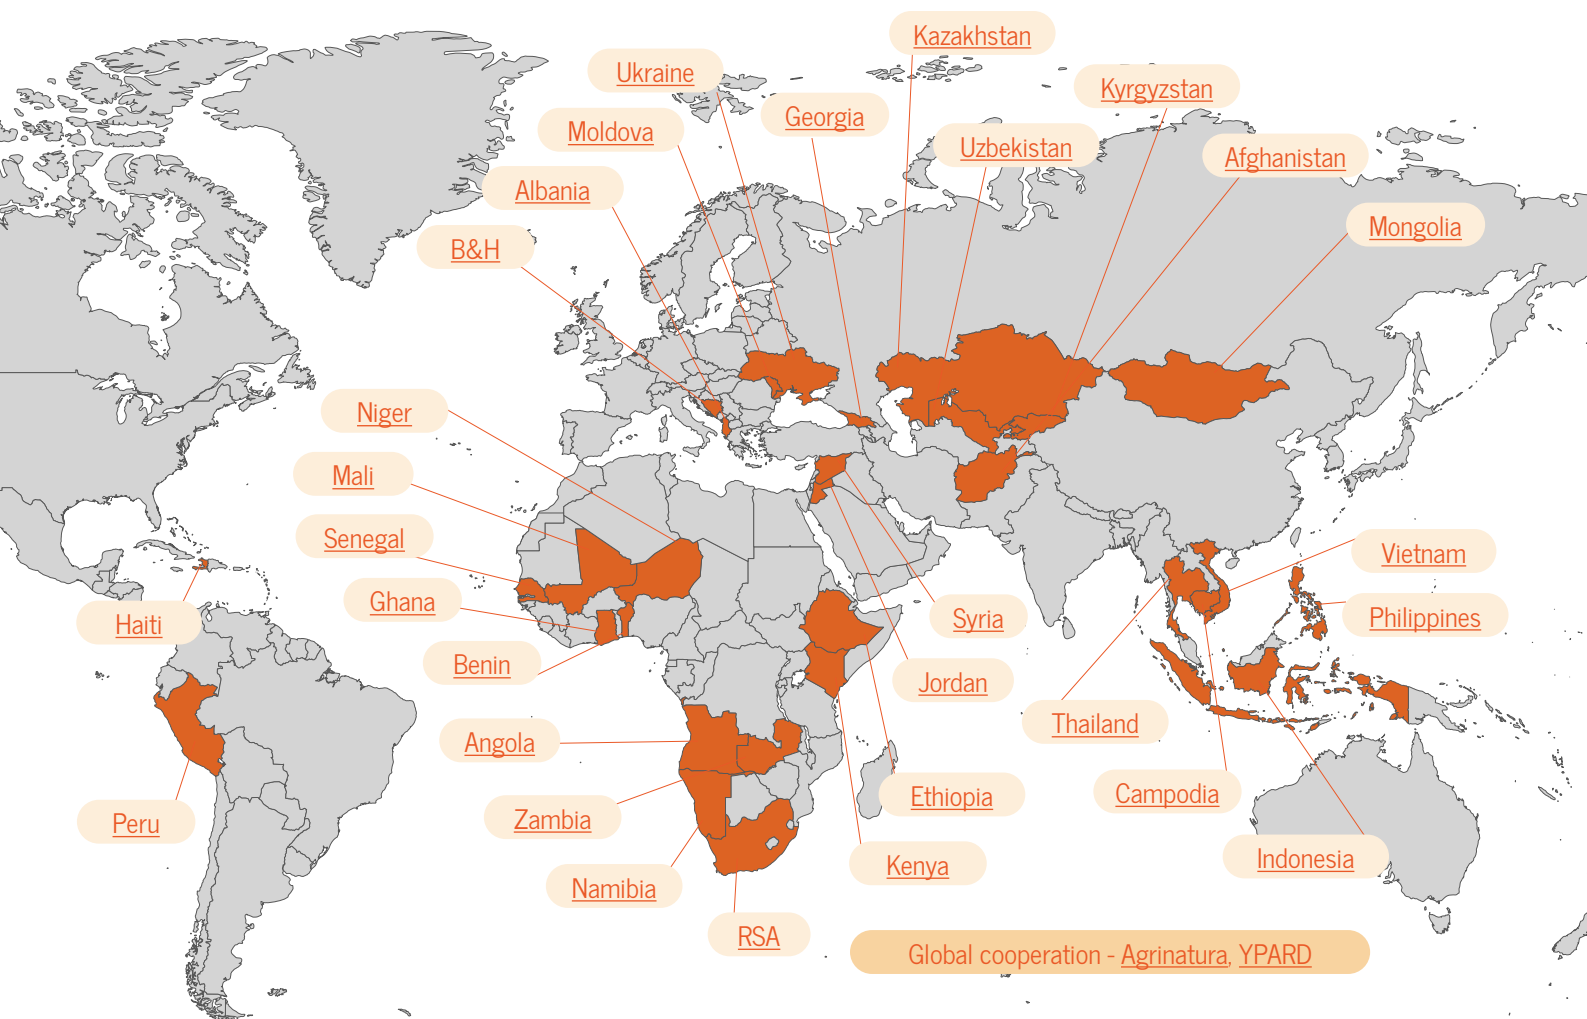 Kazakhstan
Ukraine
Kyrgyzstan
Georgia
Moldova
Uzbekistan
Afghanistan
Albania
Mongolia
B&H
Niger
Mali
Senegal
Vietnam
Ghana
Haiti
Syria
Philippines
Benin
Jordan
Thailand
Angola
Ethiopia
Campodia
Zambia
Peru
Indonesia
Kenya
Namibia
RSA
Global cooperation - Agrinatura, YPARD